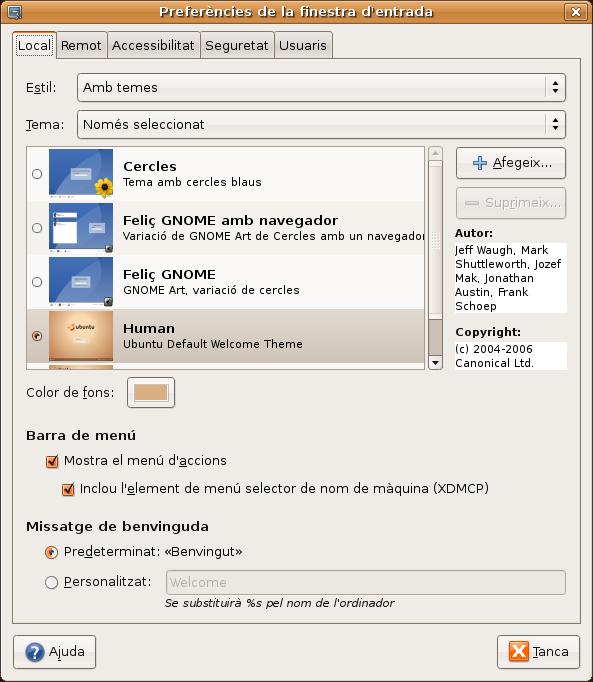 Preferències de la finestra d'entrada
Local Remot Accessibilitat Seguretat Usuaris
Estil: Amb temes
Tema: Només seleccionat
Cercles
Tema amb cercles blaus
Feliç GNOME amb navegador
Variació de GNOME Art de Cercles amb un navegador
Feliç GNOME
GNOME Art, variació de cercles
ubuntu
Human
Ubuntu Default Welcome Theme
Afegeix...
Suprimeix...
Autor:
Jeff Waugh, Mark
Shuttleworth, Jozef
Mak, Jonathan
Austin, Frank
Schoep
Copyright:
(c) 2004-2006
Canonical Ltd.
Color de fons:
Barra de menú
Mostra el menú d'accions
Inclou l'element de menú selector de nom de màquina (XDMCP)
Missatge de benvinguda
Predeterminat: «Benvingut»
Personalitzat: Welcome
Se substituirà %s pel nom de l'ordinador
Ajuda Tanca